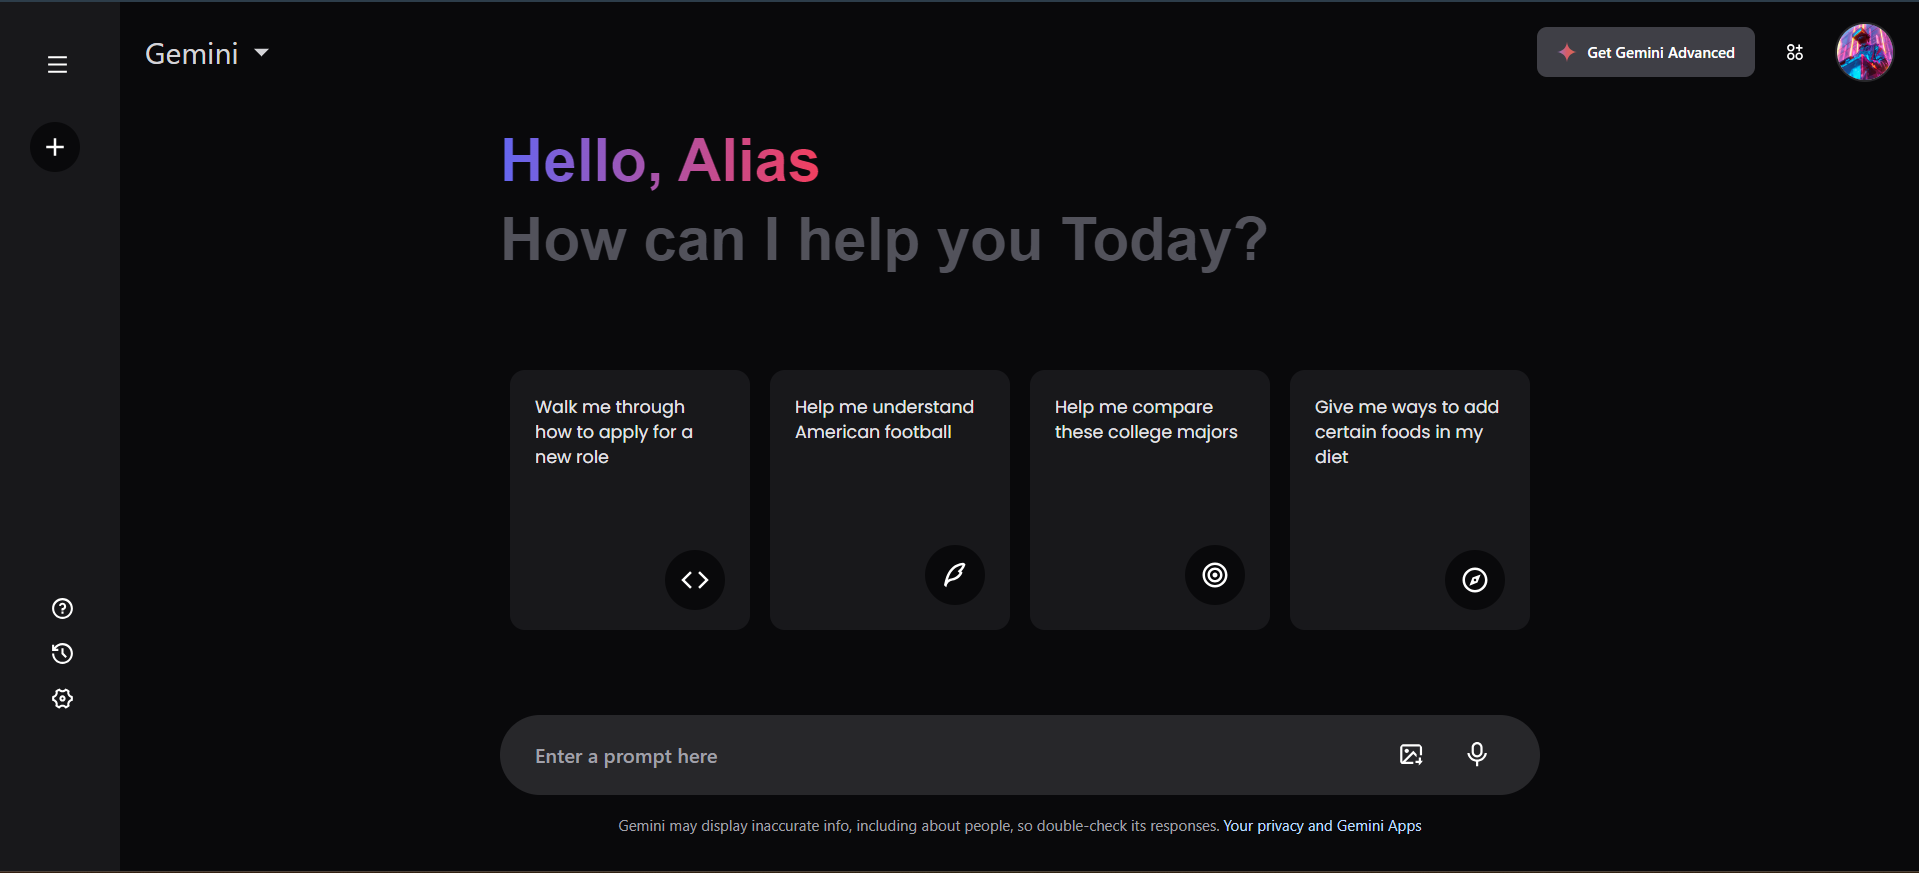 Gemini
Get Gemini Advanced
Hello, Alias
How can I help you Today?
Walk me through
how to apply for a
new role
Help me understand
American football
Help me compare
these college majors
Give me ways to add
certain foods in my
diet
Enter a prompt here
Gemini may display inaccurate info, including about people, so double-check its responses. Your privacy and Gemini Apps